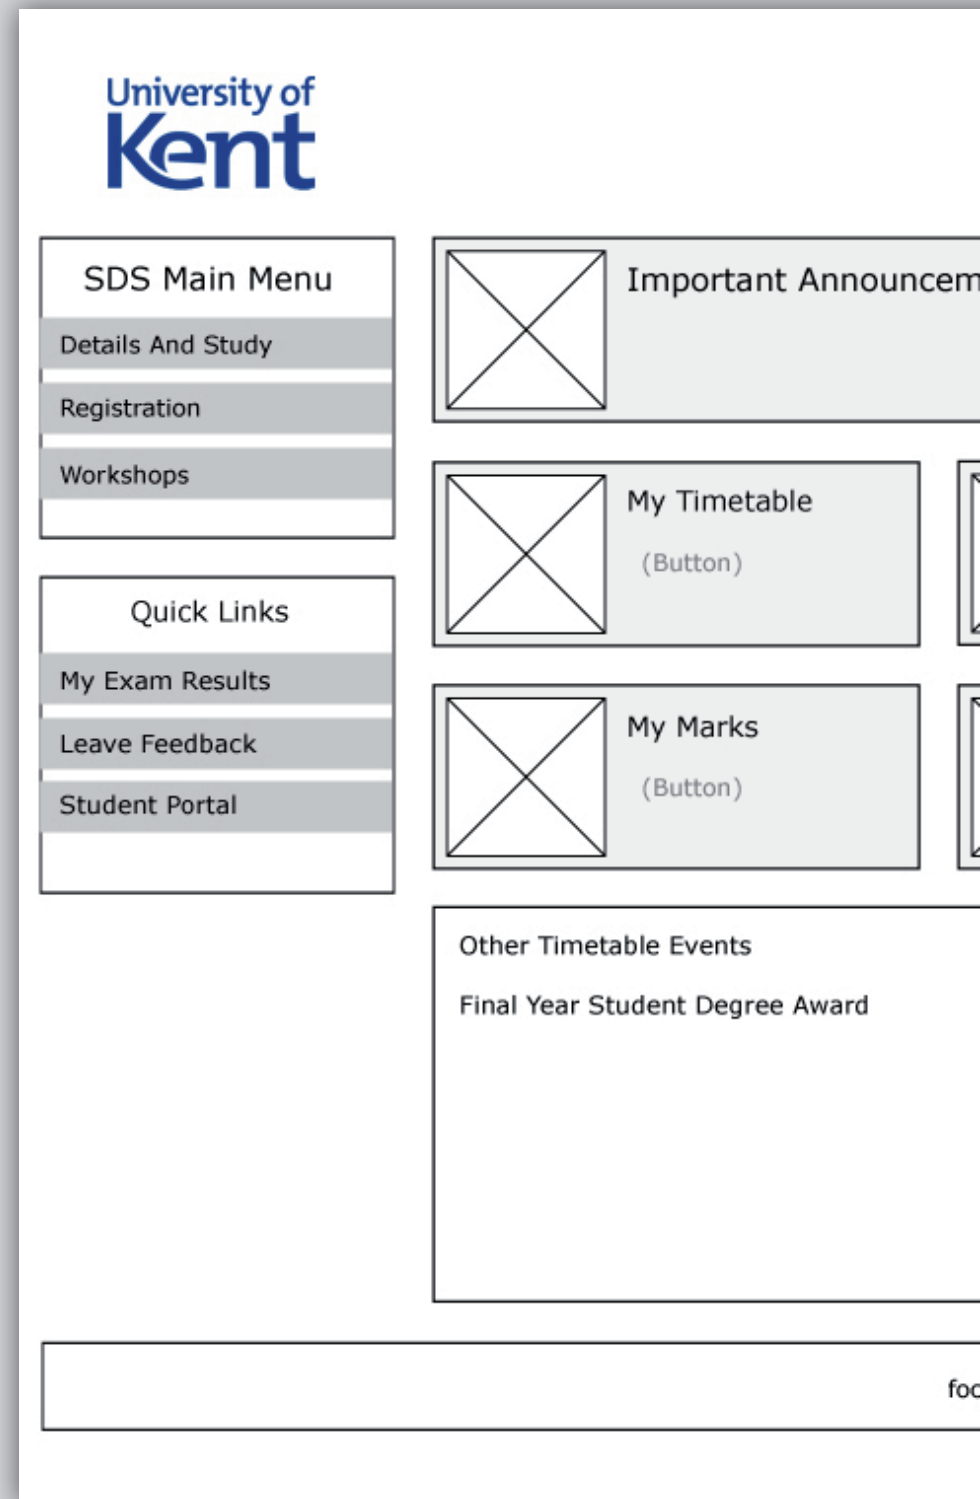 University of
Kent
SDS Main Menu
Details And Study
Registration
Workshops
Quick Links
My Exam Results
Leave Feedback
Student Portal
Important
My Timetable
(Button)
My Marks
(Button)
Other Timetable Events
Final Year Student Degree Award